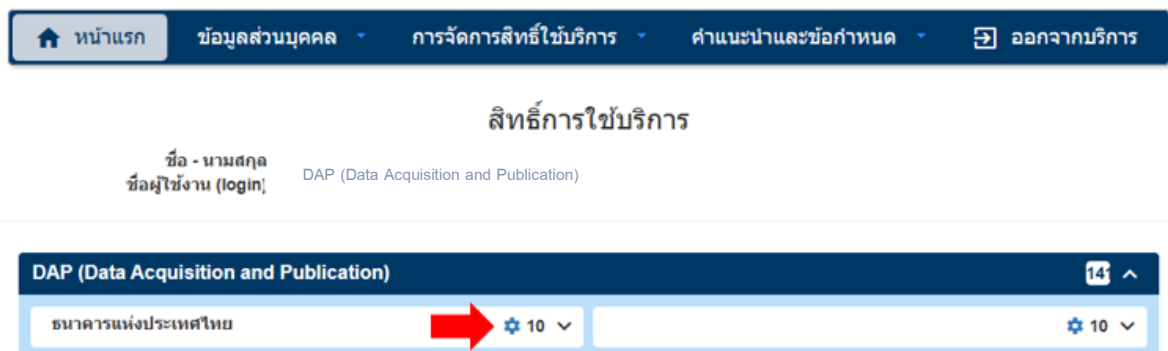 หน้าแรก ข้อมูลส่วนบุคคล การจัดการสิทธิ์ใช้บริการ คำแนะนำและข้อกำหนด ออกจากบริการ
สิทธิ์การใช้บริการ
ชื่อ - นามสกุล
ชื่อผู้ใช้งาน (login) DAP (Data Acquisition and Publication)
DAP (Data Acquisition and Publication) 141
ธนาคารแห่งประเทศไทย 10 10